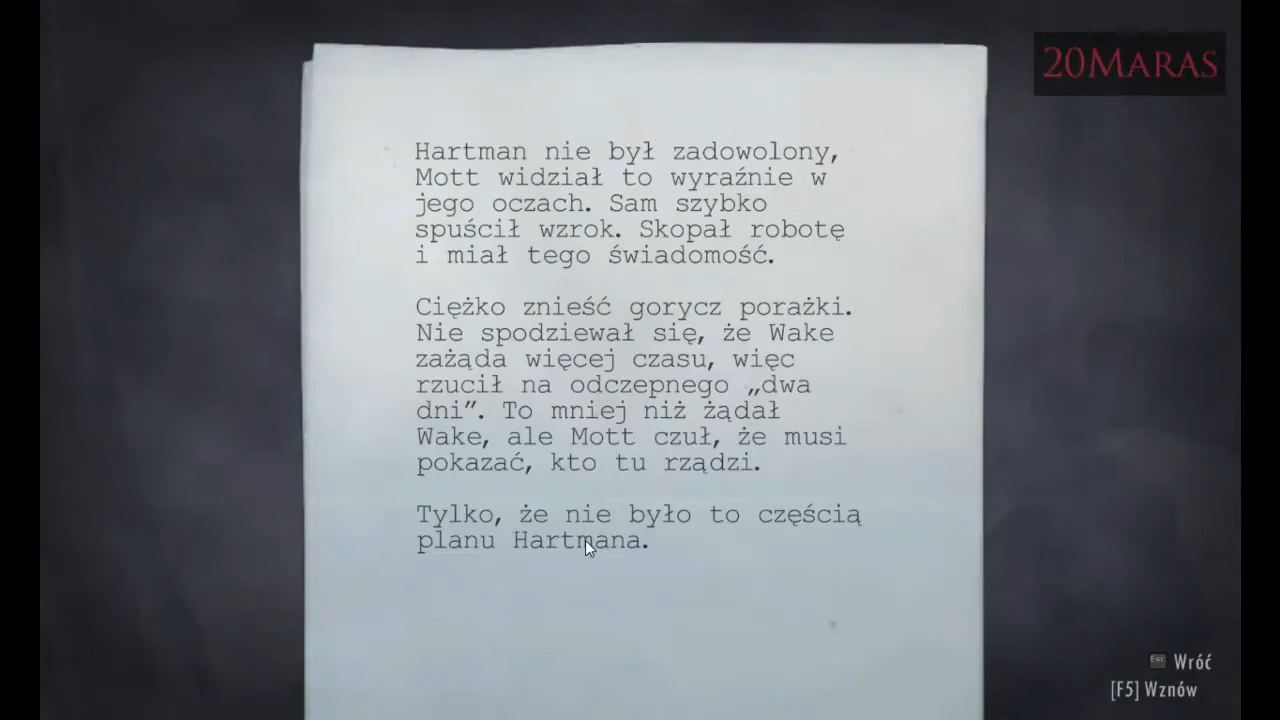 20MARAS
Hartman nie był zadowolony,
Mott widział to wyraźnie w
jego oczach. Sam szybko
spuścił wzrok. Skopał robotę
i miał tego świadomość.
Ciężko znieść gorycz porażki.
Nie spodziewał się, że Wake
zażąda więcej czasu, więc
rzucił na odczepnego „dwa
dni”. To mniej niż żądał
Wake, ale Mott czuł, że musi
pokazać, kto tu rządzi.
Tylko, że nie było to częścią
planu Hartmana.
Esc Wróć
[F5] Wznów